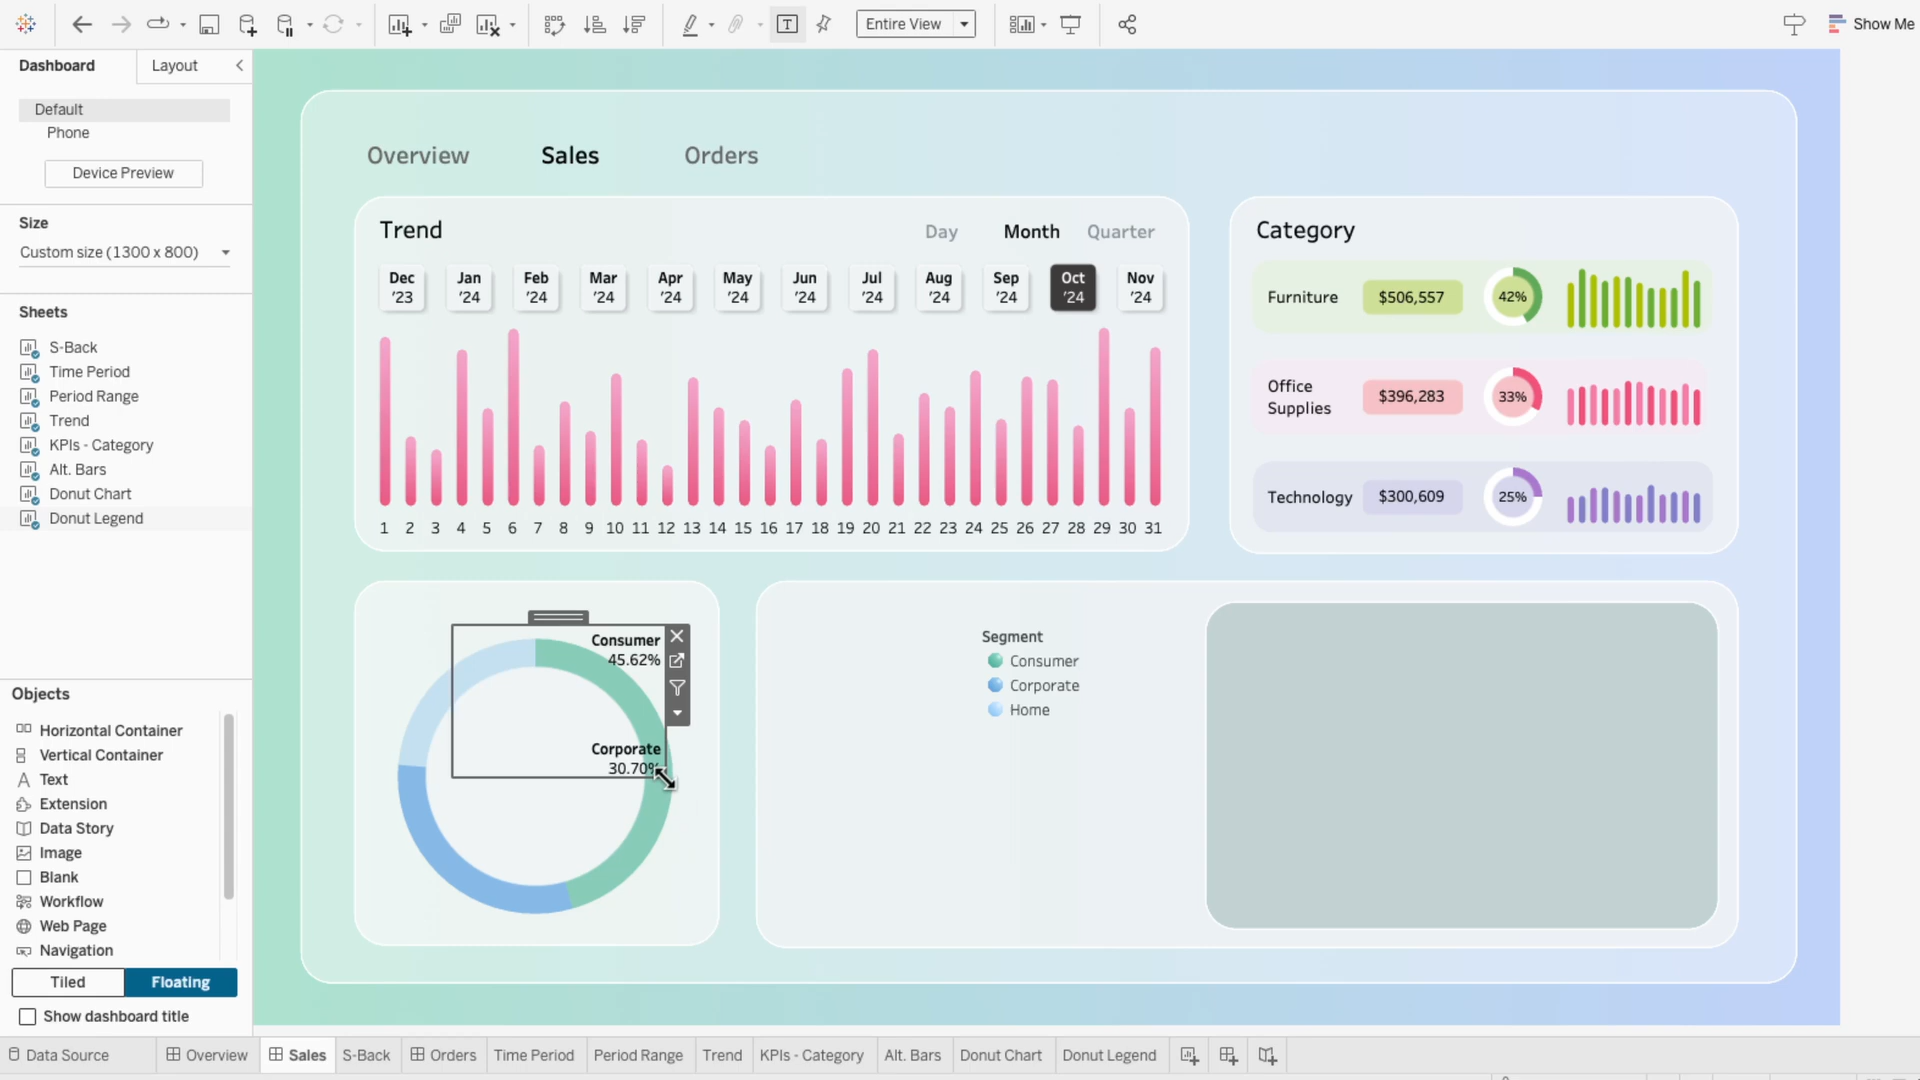 Entire View
Show Me
Dashboard
Layout
Default
Phone
Device Preview
Size
Custom size (1300 x 800)
Sheets
S-Back
Time Period
Period Range
Trend
KPIs - Category
Alt. Bars
Donut Chart
Donut Legend
Objects
Horizontal Container
Vertical Container
Text
Extension
Data Story
Image
Blank
Workflow
Web Page
Navigation
Tiled
Floating
Show dashboard title
Overview
Sales
Orders
Trend
Day
Month
Quarter
Dec '23
Jan '24
Feb '24
Mar '24
Apr '24
May '24
Jun '24
Jul '24
Aug '24
Sep '24
Oct '24
Nov '24
1 2 3 4 5 6 7 8 9 10 11 12 13 14 15 16 17 18 19 20 21 22 23 24 25 26 27 28 29 30 31
Category
Furniture
$506,557
42%
Office
Supplies
$396,283
33%
Technology
$300,609
25%
Consumer
45.62%
Corporate
30.70%
Segment
Consumer
Corporate
Home
Data Source
Overview
Sales
S-Back
Orders
Time Period
Period Range
Trend
KPIs - Category
Alt. Bars
Donut Chart
Donut Legend